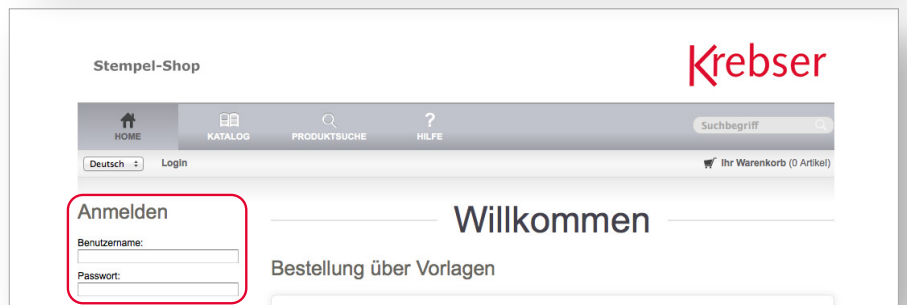 Stempel-Shop
Krebser
HOME
KATALOG
PRODUKTSUCHE
HILFE
Suchbegriff
Deutsch
Login
Ihr Warenkorb (0 Artikel)
Anmelden
Benutzername:
Passwort:
Willkommen
Bestellung über Vorlagen